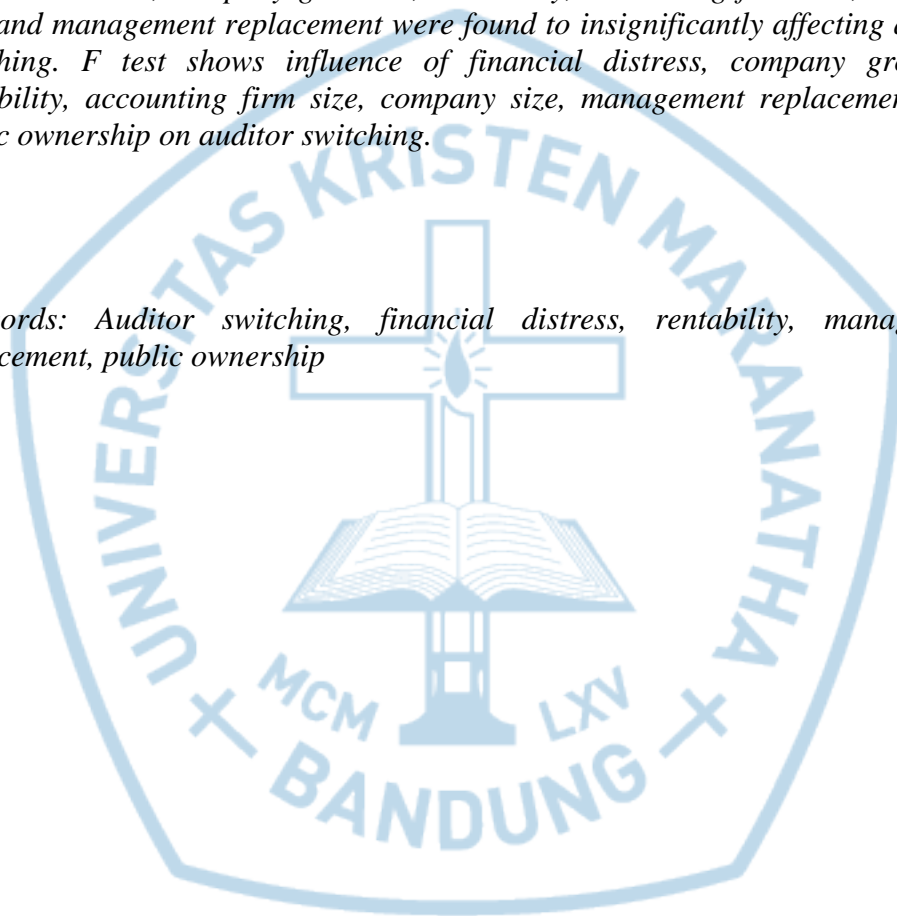 and management replacement were found to insignificantly affecting
hing. F test shows influence of financial distress, company gro
bility, accounting firm size, company size, management replacemen
c ownership on auditor switching.
ords: Auditor switching, financial distress, rentability, manag
cement, public ownership
UNIVERSITAS KRISTEN MARANATHA
MCM LXV
BANDUNG